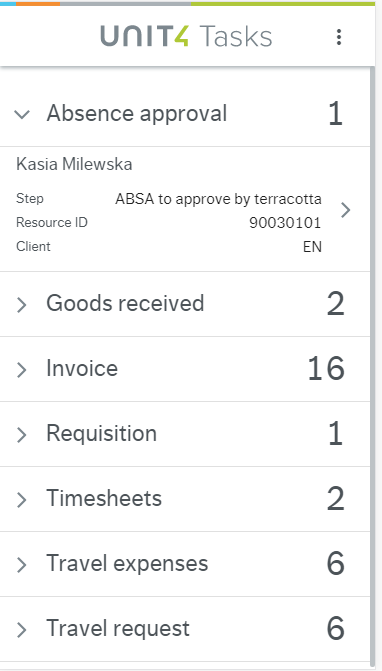 UNIT4 Tasks
Absence approval 1
Kasia Milewska
Step ABSA to approve by terracotta
Resource ID 90030101
Client EN
Goods received 2
Invoice 16
Requisition 1
Timesheets 2
Travel expenses 6
Travel request 6